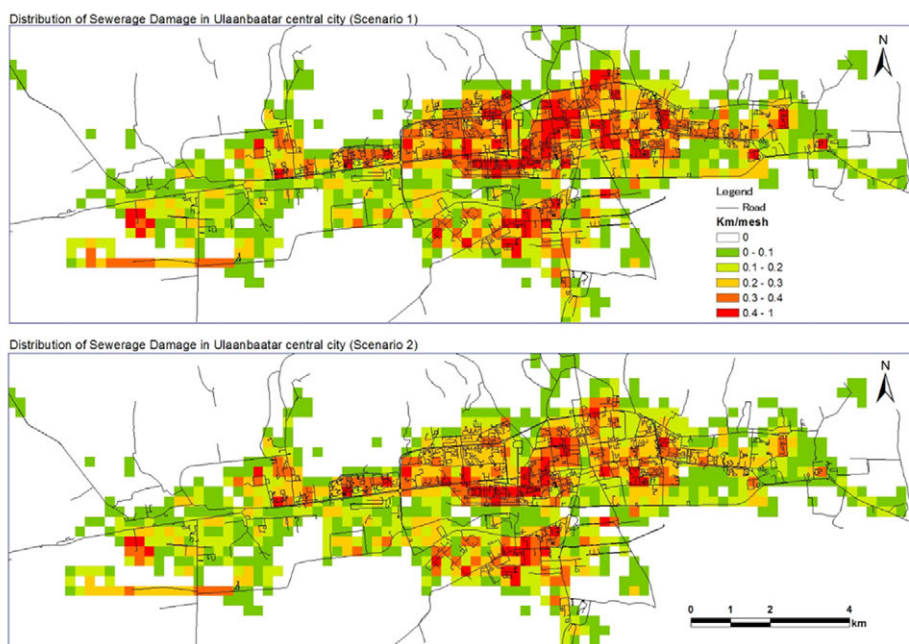 Distribution of Sewerage Damage in Ulaanbaatar central city (Scenario 1)
N
Legend
Road
Km/mesh
0
0 - 0.1
0.1 - 0.2
0.2 - 0.3
0.3 - 0.4
0.4 - 1
Distribution of Sewerage Damage in Ulaanbaatar central city (Scenario 2)
N
0 1 2 4
km